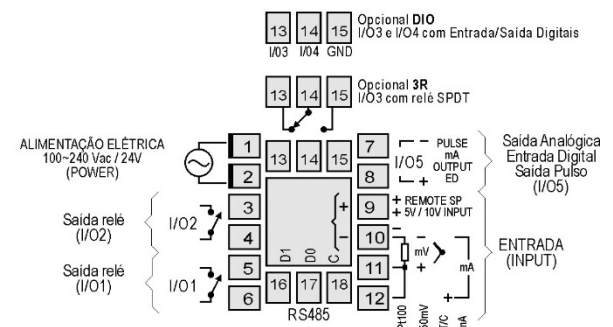 Opcional DIO
I/O3 e I/O4 com Entrada/Saída Digitais
13 14 15
I/03 I/04 GND
Opcional 3R
I/O3 com relé SPDT
13 14 15
ALIMENTAÇÃO ELÉTRICA
100~240 Vac / 24V
(POWER)
1
2
13 14 15
7
8
I/O5
PULSE
mA
OUTPUT
ED
− +
Saída Analógica
Entrada Digital
Saída Pulso
(I/O5)
Saída relé
(I/O2)
I/O2
3
4
Saída relé
(I/O1)
I/O1
5
6
D1 D0 C
+ −
16 17 18
RS485
9
10
11
12
+ REMOTE SP
+ 5V / 10V INPUT
−
mV
+
mA
+
Pt100
50mV
T/C
mA
ENTRADA
(INPUT)